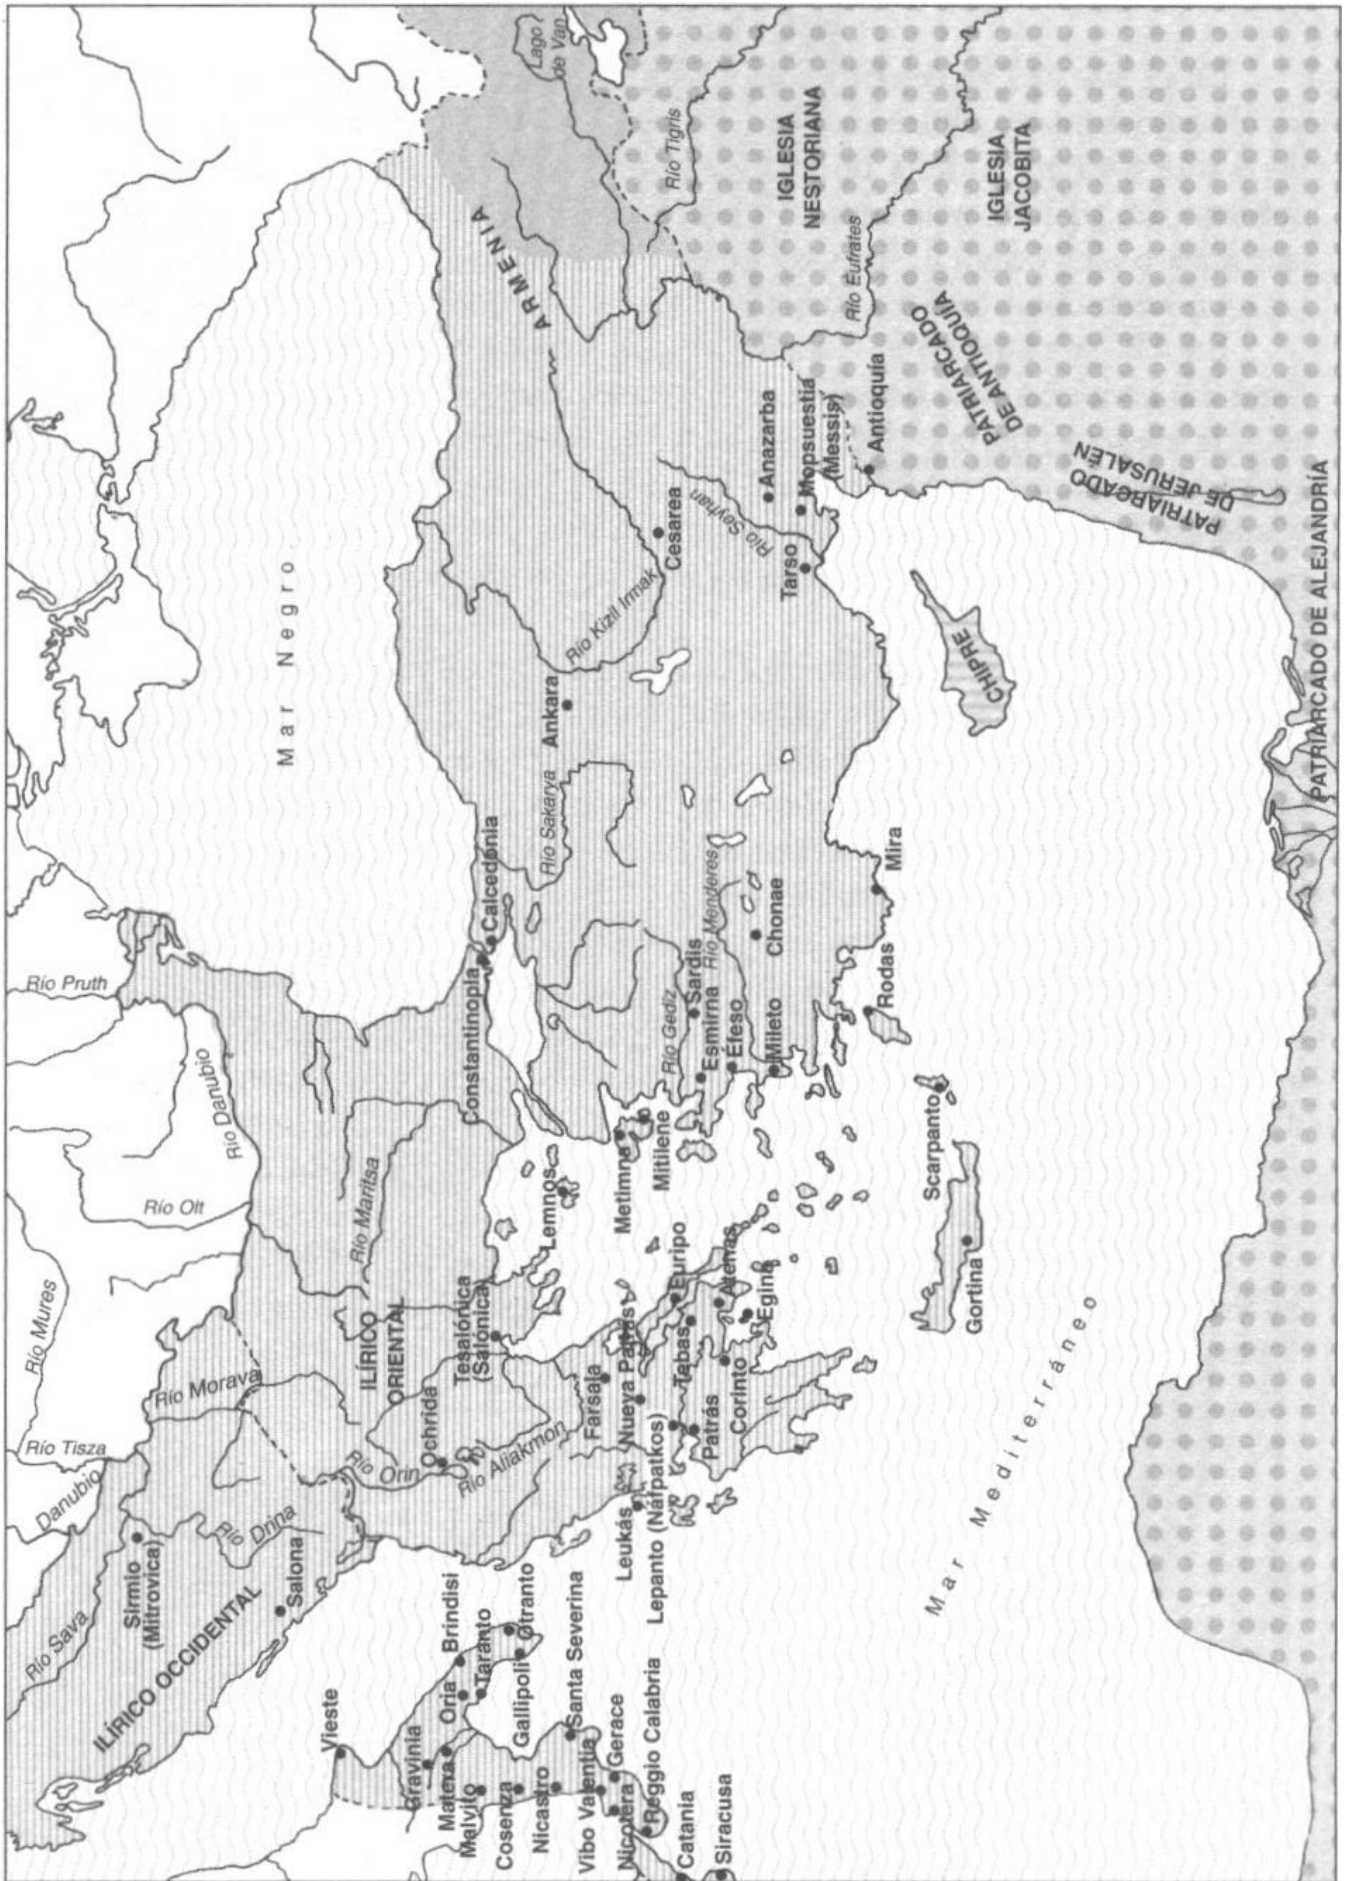 Mar Negro
Lago
de Van
ARMENIA
Río Tigris
IGLESIA
NESTORIANA
Río Eufrates
IGLESIA
JACOBITA
PATRIARCADO
DE ANTIOQUÍA
PATRIARCADO
DE JERUSALÉN
PATRIARCADO DE ALEJANDRÍA
Anazarba
Mopsuestia
(Messis)
Antioquía
Cesarea
Río Seyhan
Tarso
Río Kizil Irmak
CHIPRE
Ankara
Río Sakarya
Calcedonia
Constantinopla
Río Menderes
Chonae
Mira
Río Gediz
Sardis
Esmirna
Éfeso
Mileto
Rodas
Río Pruth
Río Danubio
Río Olt
Río Mures
Río Maritsa
Lemnos
Metimna
Mitilene
Scarpanto
Gortina
ILÍRICO
ORIENTAL
Tesalónica
(Salónica)
Euripo
Atenas
Egina
Tebas
Nueva Patras
Farsala
Corinto
Patrás
Río Morava
Río Tisza
Danubio
Río Orin
Ochrida
Río Aliakmon
Leukás
Lepanto (Náfpatkos)
Río Drina
Sirmio
(Mitrovica)
Río Sava
Salona
ILÍRICO OCCIDENTAL
Vieste
Brindisi
Oria
Taranto
Otranto
Gallipoli
Gravinia
Matera
Malvito
Cosenza
Nicastro
Santa Severina
Vibo Valentia
Gerace
Nicotera
Reggio Calabria
Catania
Siracusa
Mar Mediterráneo